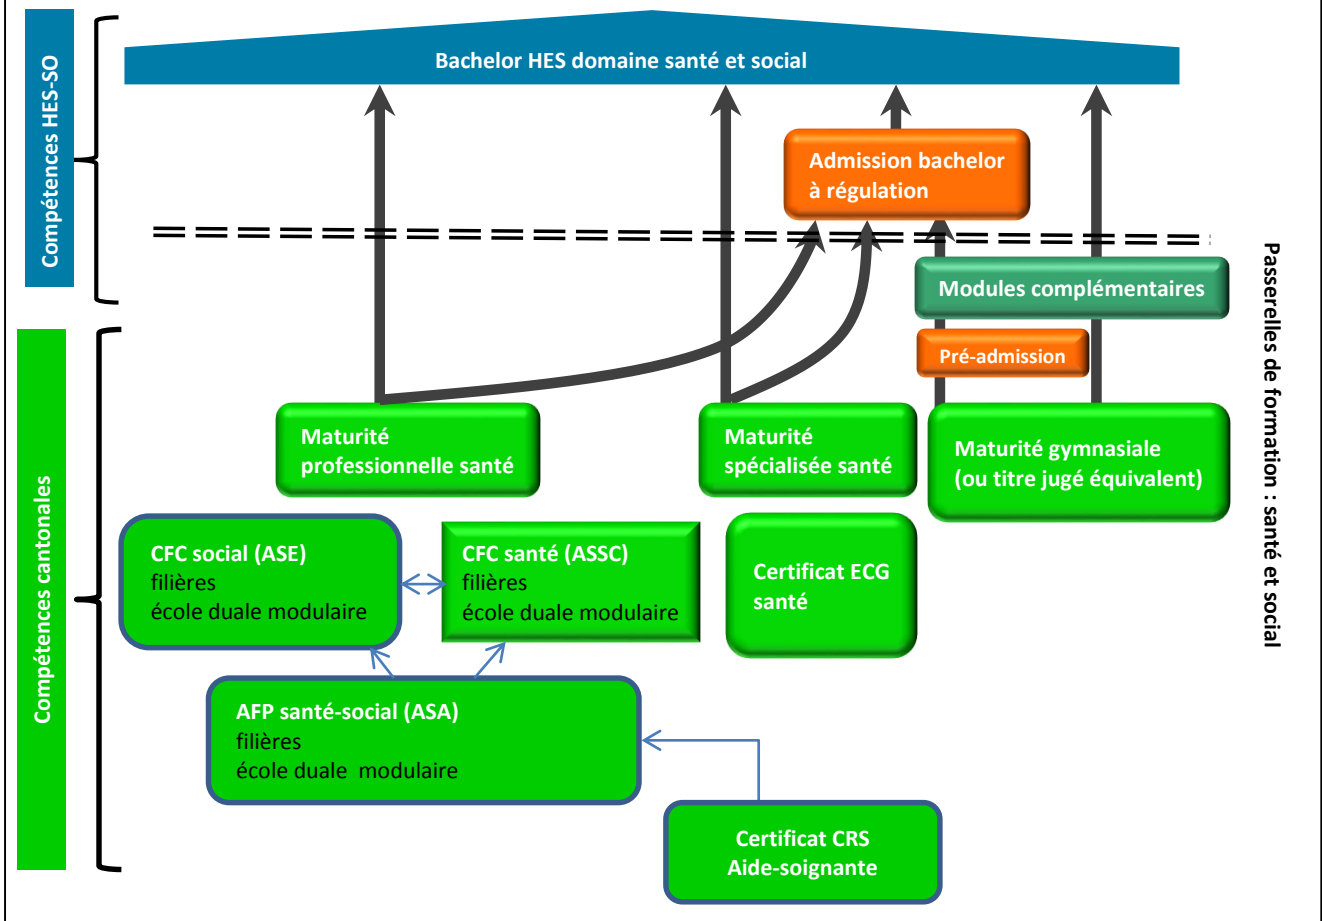 Compétences HES-SO
Bachelor HES domaine santé et social
Admission bachelor
à régulation
Modules complémentaires
Pré-admission
Passerelles de formation : santé et social
Compétences cantonales
Maturité
professionnelle santé
Maturité
spécialisée santé
Maturité gymnasiale
(ou titre jugé équivalent)
CFC social (ASE)
filières
école duale modulaire
CFC santé (ASSC)
filières
école duale modulaire
Certificat ECG
santé
AFP santé-social (ASA)
filières
école duale  modulaire
Certificat CRS
Aide-soignante